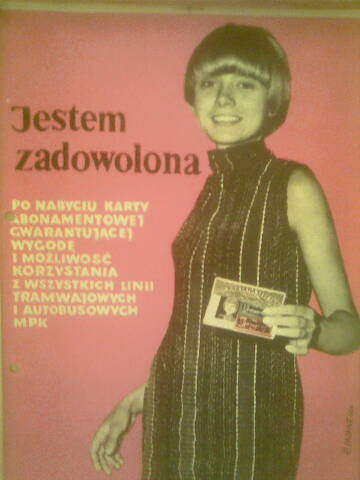 Jestem
zadowolona
PO NABYCIU KARTY
ABONAMENTOWEJ
GWARANTUJĄCEJ
WYGODĘ
I MOŻLIWOŚĆ
KORZYSTANIA
Z WSZYSTKICH LINII
TRAMWAJOWYCH
I AUTOBUSOWYCH
MPK